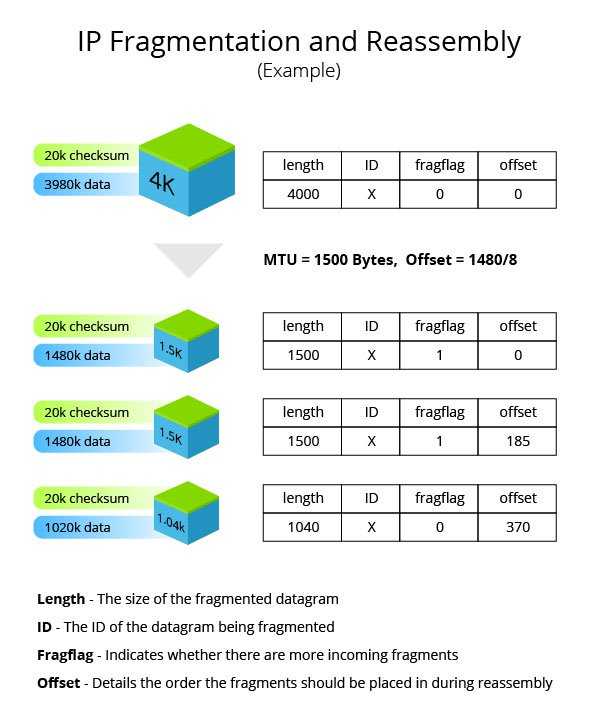 IP Fragmentation and Reassembly
(Example)
20k checksum
3980k data
4K
length ID fragflag offset
4000 X 0 0
MTU = 1500 Bytes, Offset = 1480/8
20k checksum
1480k data
1.5K
length ID fragflag offset
1500 X 1 0
20k checksum
1480k data
1.5K
length ID fragflag offset
1500 X 1 185
20k checksum
1020k data
1.04k
length ID fragflag offset
1040 X 0 370
Length - The size of the fragmented datagram
ID - The ID of the datagram being fragmented
Fragflag - Indicates whether there are more incoming fragments
Offset - Details the order the fragments should be placed in during reassembly